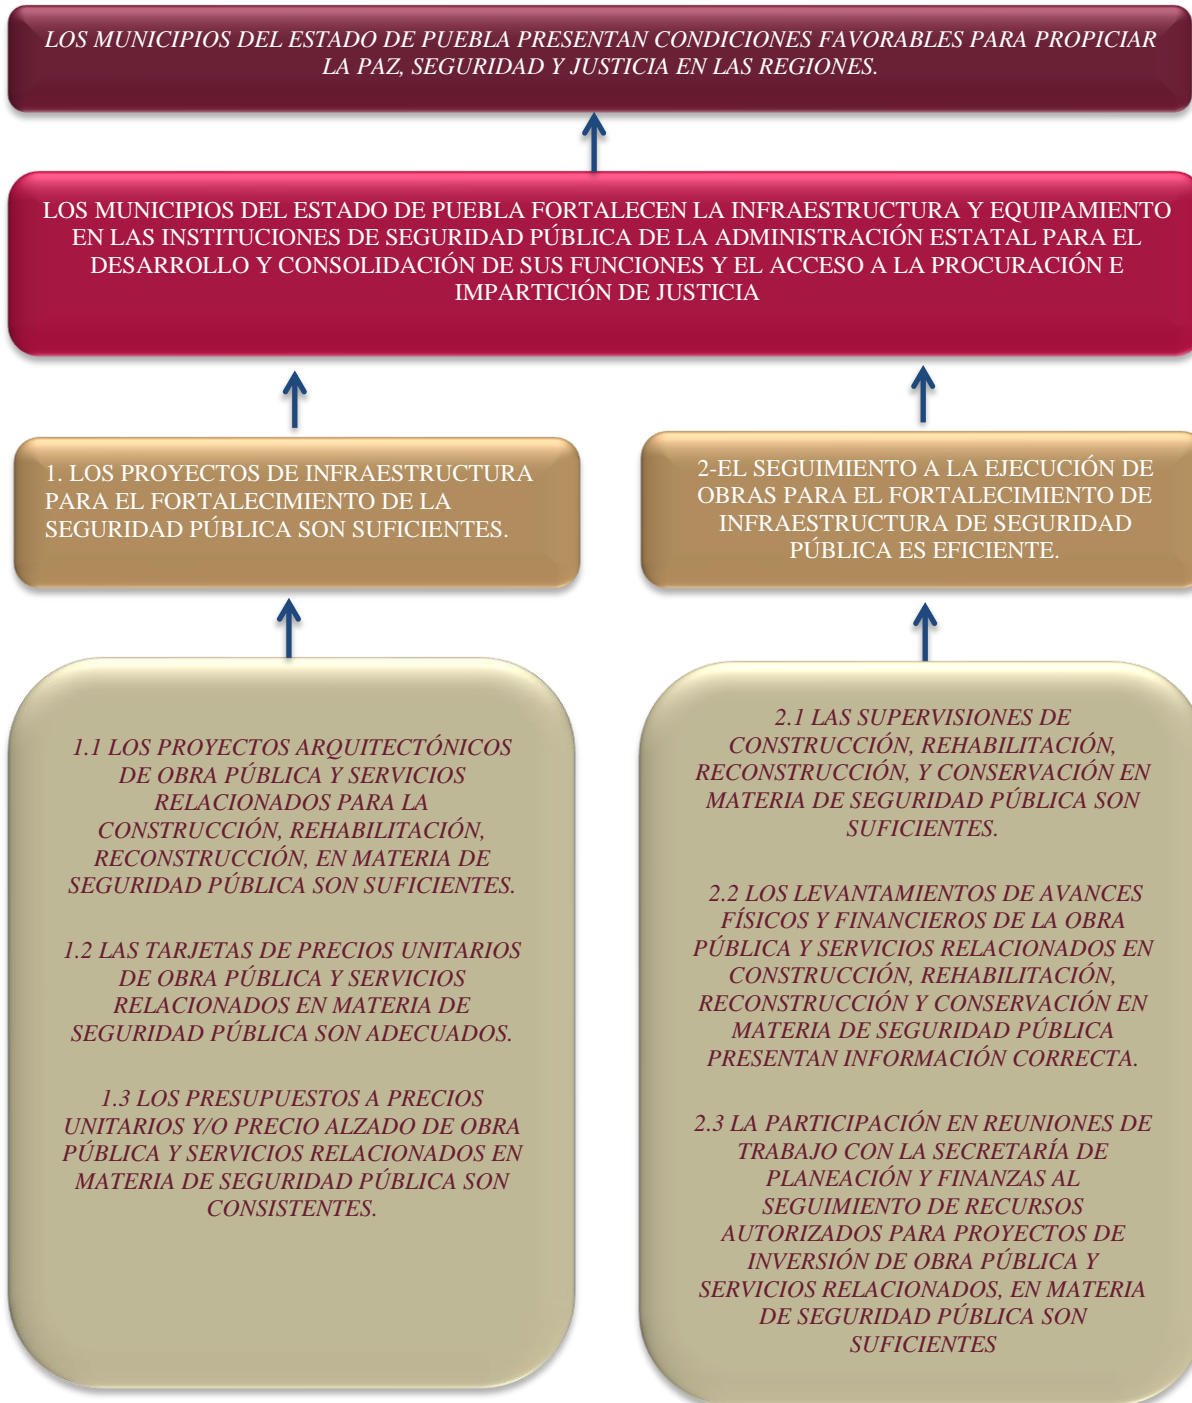 LOS MUNICIPIOS DEL ESTADO DE PUEBLA PRESENTAN CONDICIONES FAVORABLES PARA PROPICIAR
LA PAZ, SEGURIDAD Y JUSTICIA EN LAS REGIONES.
LOS MUNICIPIOS DEL ESTADO DE PUEBLA FORTALECEN LA INFRAESTRUCTURA Y EQUIPAMIENTO
EN LAS INSTITUCIONES DE SEGURIDAD PÚBLICA DE LA ADMINISTRACIÓN ESTATAL PARA EL
DESARROLLO Y CONSOLIDACIÓN DE SUS FUNCIONES Y EL ACCESO A LA PROCURACIÓN E
IMPARTICIÓN DE JUSTICIA
1. LOS PROYECTOS DE INFRAESTRUCTURA
PARA EL FORTALECIMIENTO DE LA
SEGURIDAD PÚBLICA SON SUFICIENTES.
2-EL SEGUIMIENTO A LA EJECUCIÓN DE
OBRAS PARA EL FORTALECIMIENTO DE
INFRAESTRUCTURA DE SEGURIDAD
PÚBLICA ES EFICIENTE.
1.1 LOS PROYECTOS ARQUITECTÓNICOS
DE OBRA PÚBLICA Y SERVICIOS
RELACIONADOS PARA LA
CONSTRUCCIÓN, REHABILITACIÓN,
RECONSTRUCCIÓN, EN MATERIA DE
SEGURIDAD PÚBLICA SON SUFICIENTES.
1.2 LAS TARJETAS DE PRECIOS UNITARIOS
DE OBRA PÚBLICA Y SERVICIOS
RELACIONADOS EN MATERIA DE
SEGURIDAD PÚBLICA SON ADECUADOS.
1.3 LOS PRESUPUESTOS A PRECIOS
UNITARIOS Y/O PRECIO ALZADO DE OBRA
PÚBLICA Y SERVICIOS RELACIONADOS EN
MATERIA DE SEGURIDAD PÚBLICA SON
CONSISTENTES.
2.1 LAS SUPERVISIONES DE
CONSTRUCCIÓN, REHABILITACIÓN,
RECONSTRUCCIÓN, Y CONSERVACIÓN EN
MATERIA DE SEGURIDAD PÚBLICA SON
SUFICIENTES.
2.2 LOS LEVANTAMIENTOS DE AVANCES
FÍSICOS Y FINANCIEROS DE LA OBRA
PÚBLICA Y SERVICIOS RELACIONADOS EN
CONSTRUCCIÓN, REHABILITACIÓN,
RECONSTRUCCIÓN Y CONSERVACIÓN EN
MATERIA DE SEGURIDAD PÚBLICA
PRESENTAN INFORMACIÓN CORRECTA.
2.3 LA PARTICIPACIÓN EN REUNIONES DE
TRABAJO CON LA SECRETARÍA DE
PLANEACIÓN Y FINANZAS AL
SEGUIMIENTO DE RECURSOS
AUTORIZADOS PARA PROYECTOS DE
INVERSIÓN DE OBRA PÚBLICA Y
SERVICIOS RELACIONADOS, EN MATERIA
DE SEGURIDAD PÚBLICA SON
SUFICIENTES